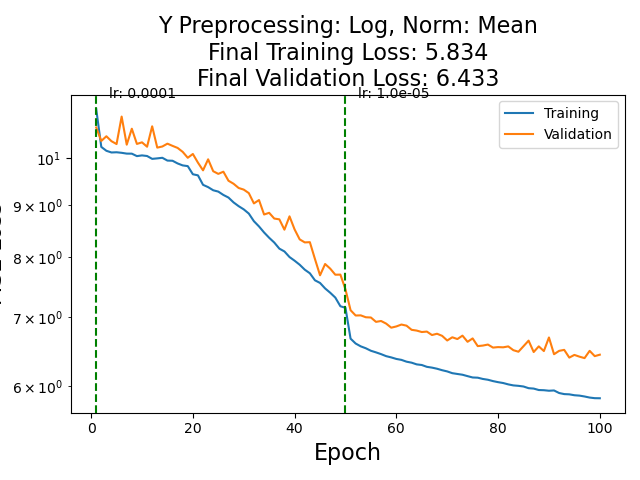 Y Preprocessing: Log, Norm: Mean
Final Training Loss: 5.834
Final Validation Loss: 6.433
lr: 0.0001
lr: 1.0e-05
Training
Validation
10¹
9 × 10⁰
8 × 10⁰
7 × 10⁰
6 × 10⁰
0 20 40 60 80 100
Epoch